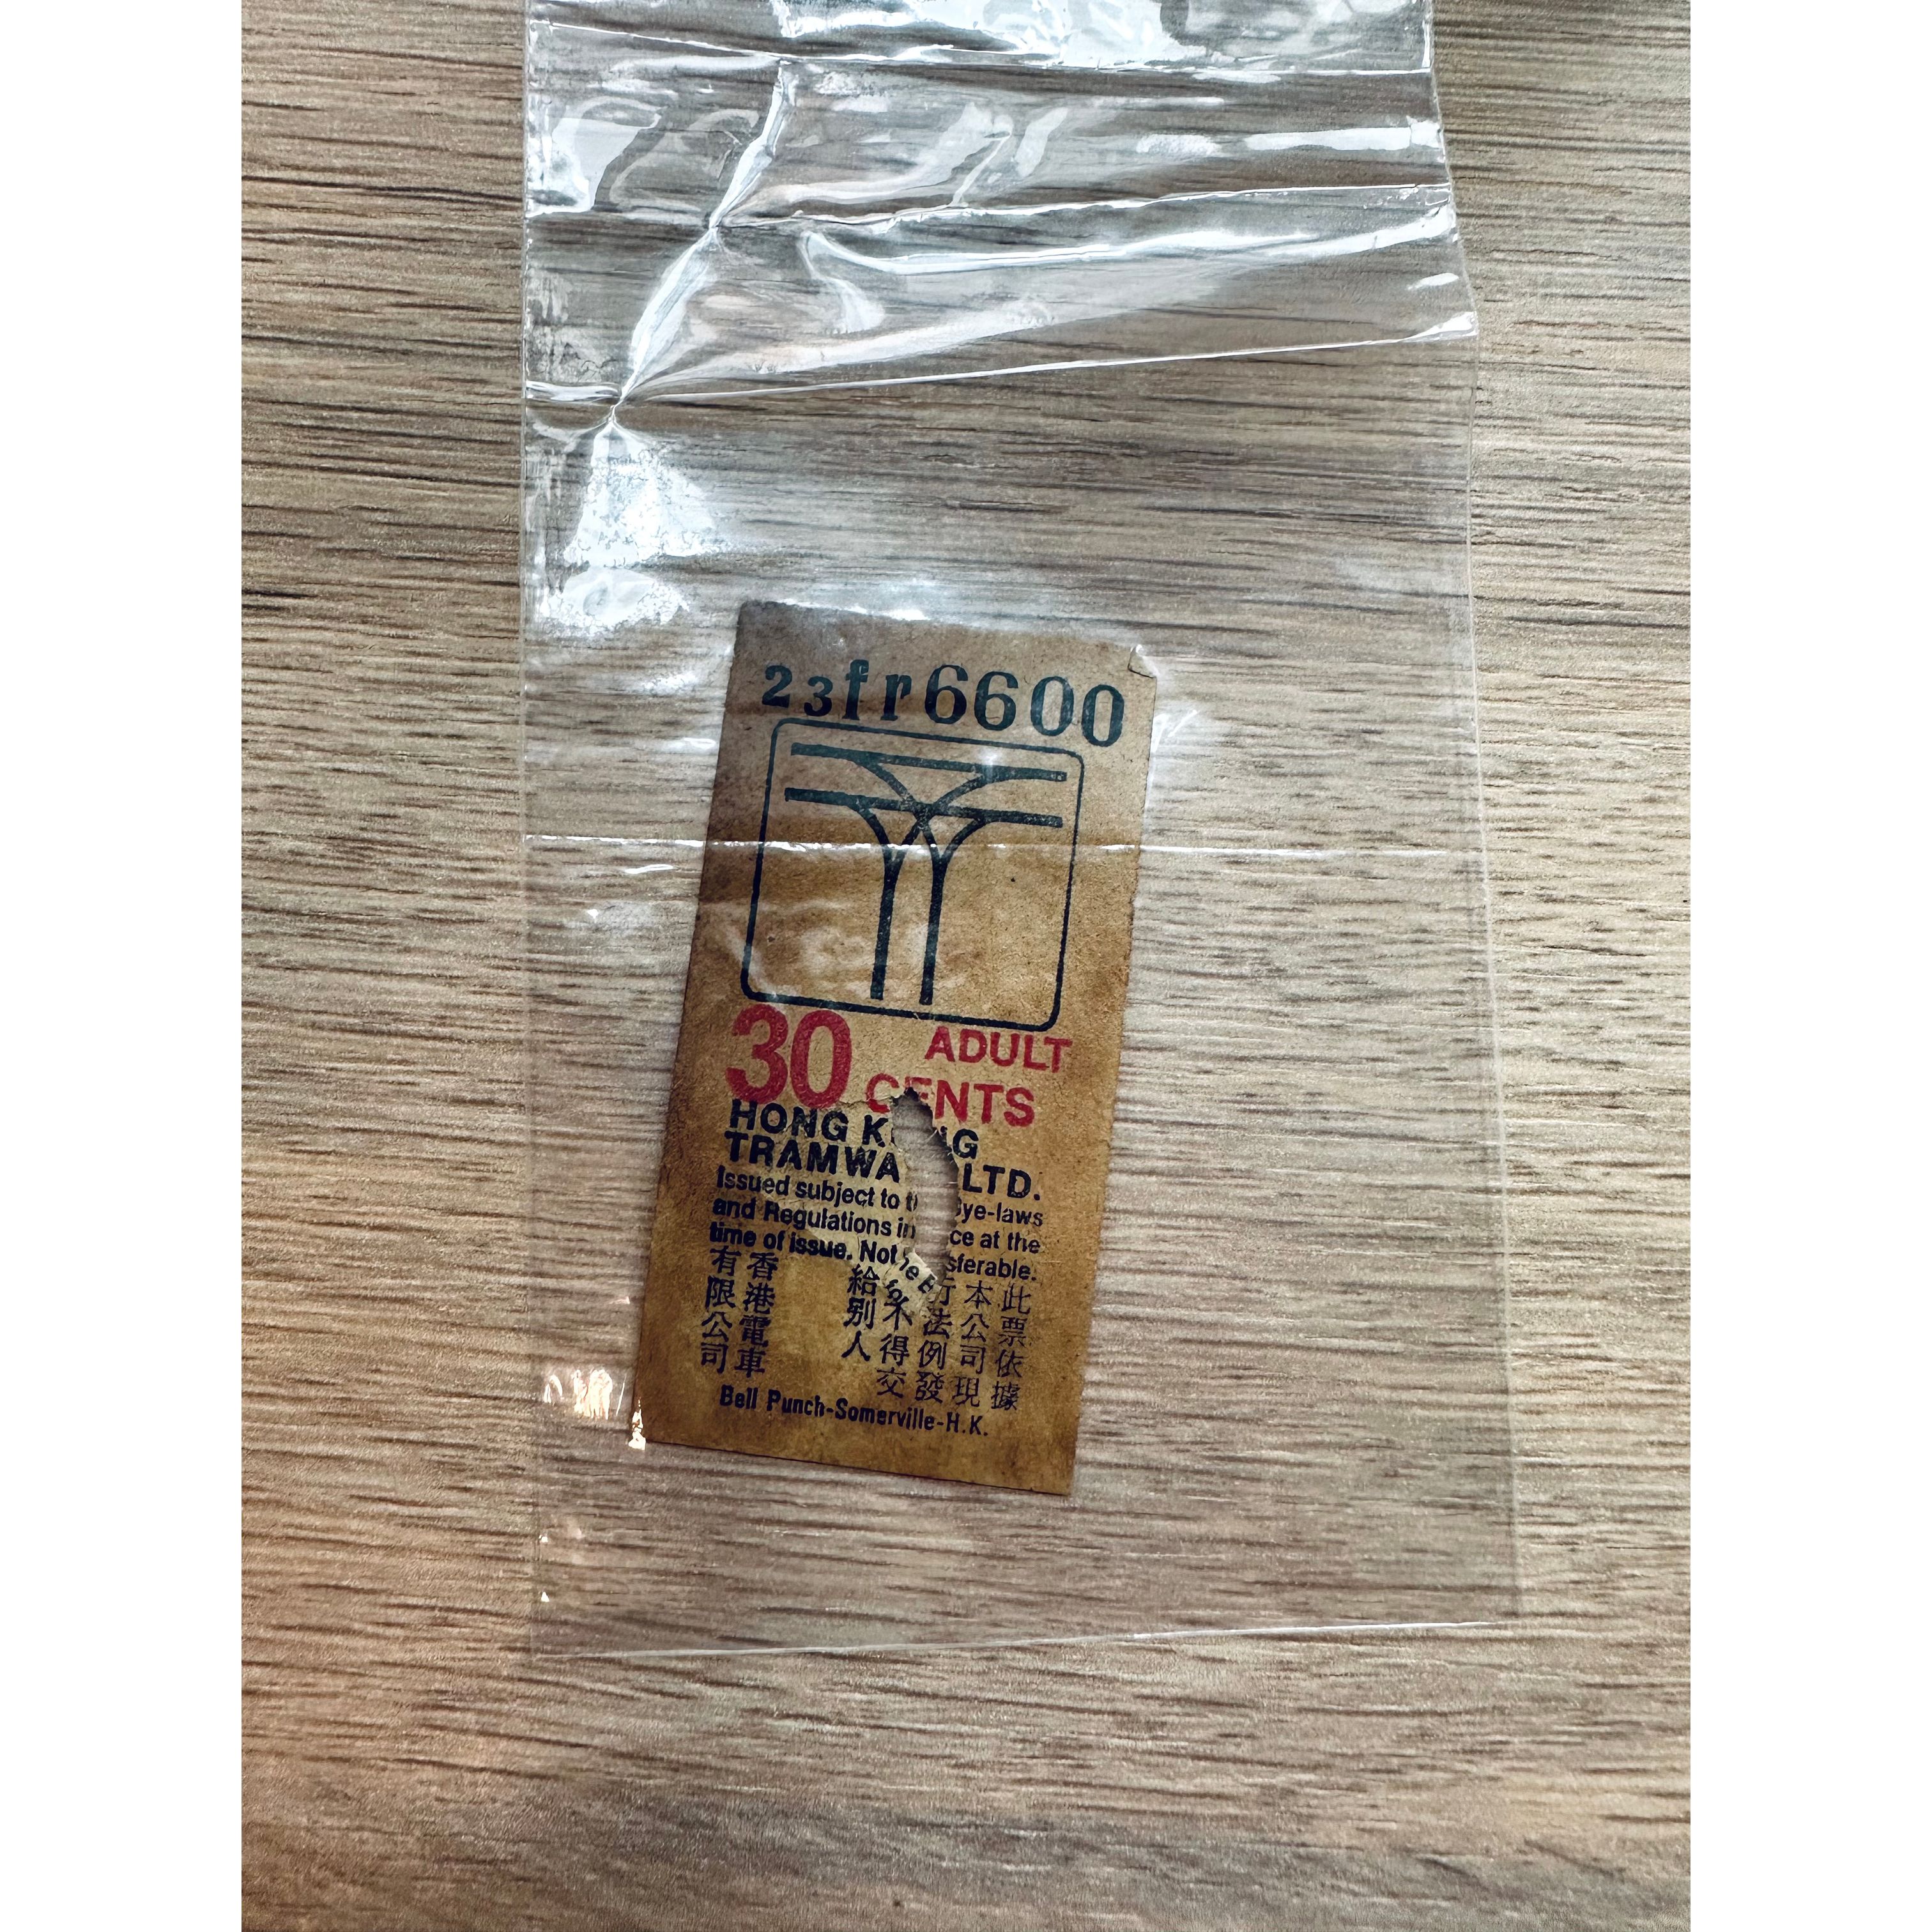 23fr6600
30 ADULT
CENTS
HONG KONG
TRAMWA LTD.
Issued subject to the Bye-laws
and Regulations in ce at the
time of issue. Not sferable.
此票依據
本公司現
行法例發
不得交
給別人
香港電車
有限公司
Bell Punch-Somerville-H.K.